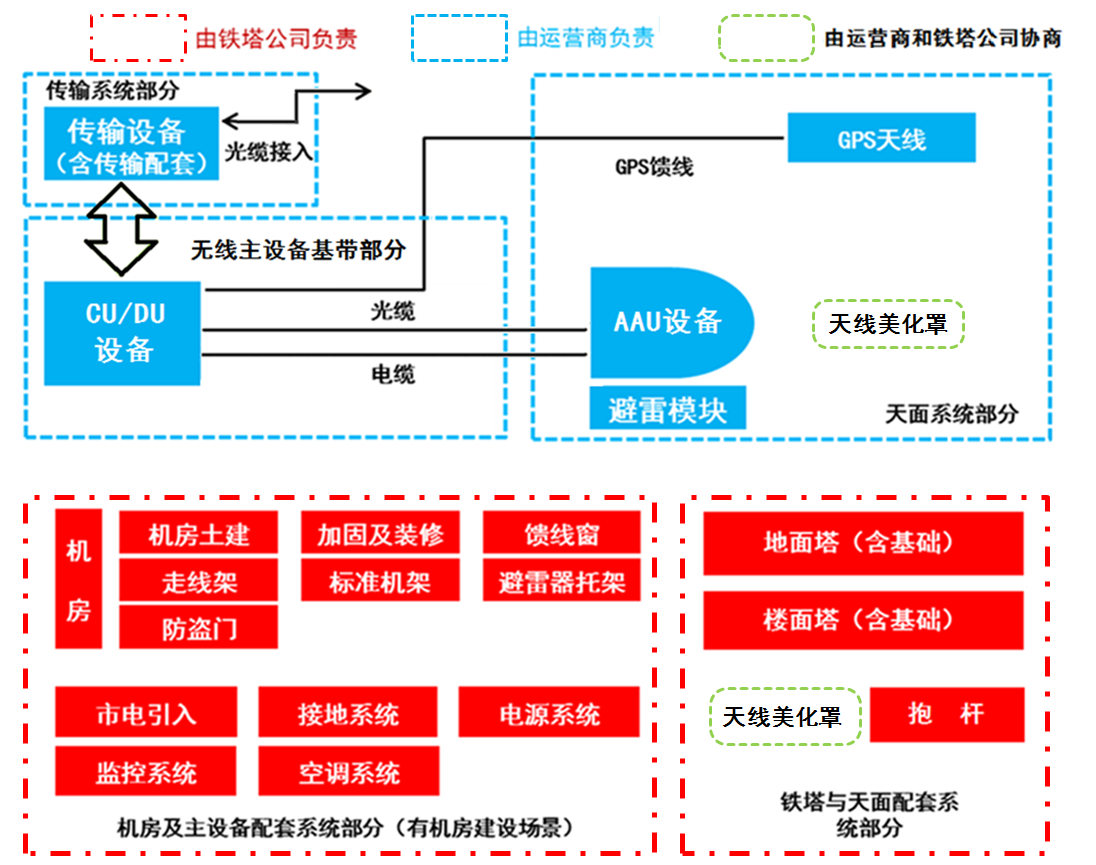 由铁塔公司负责
由运营商负责
由运营商和铁塔公司协商
传输系统部分
传输设备
（含传输配套）
光缆接入
GPS天线
GPS馈线
无线主设备基带部分
CU/DU
设备
光缆
电缆
AAU设备
避雷模块
天线美化罩
天面系统部分
机
房
机房土建
加固及装修
馈线窗
走线架
标准机架
避雷器托架
防盗门
市电引入
接地系统
电源系统
监控系统
空调系统
机房及主设备配套系统部分（有机房建设场景）
地面塔（含基础）
楼面塔（含基础）
天线美化罩
抱 杆
铁塔与天面配套系
统部分